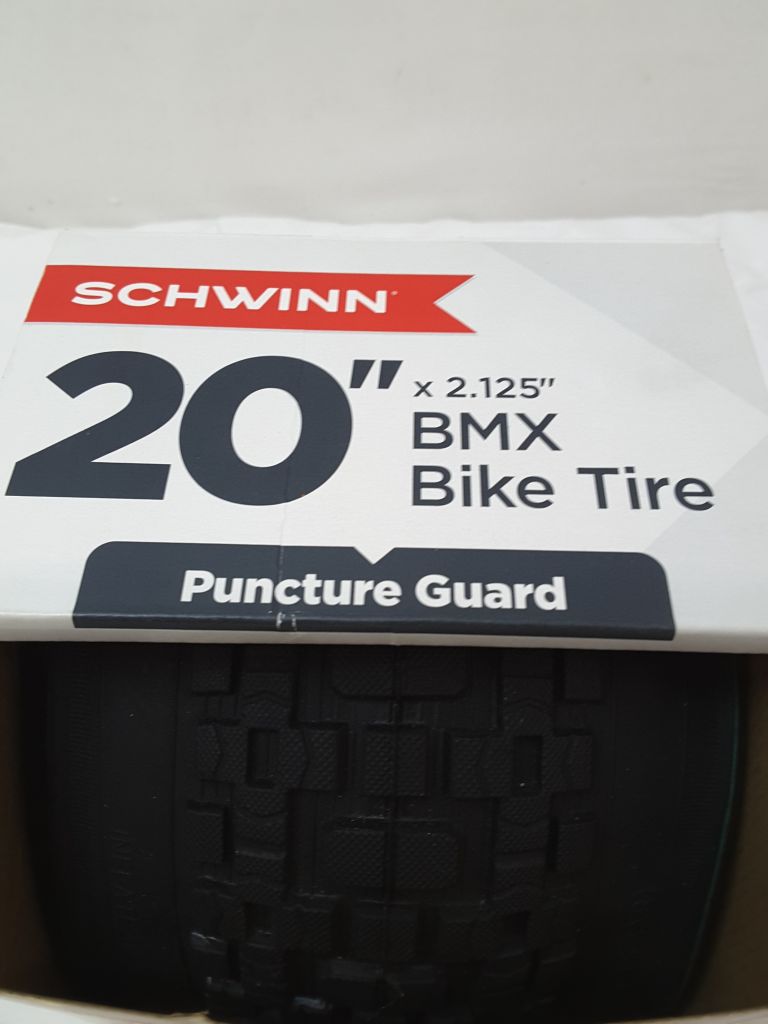 SCHWINN
20" x 2.125"
BMX
Bike Tire
Puncture Guard